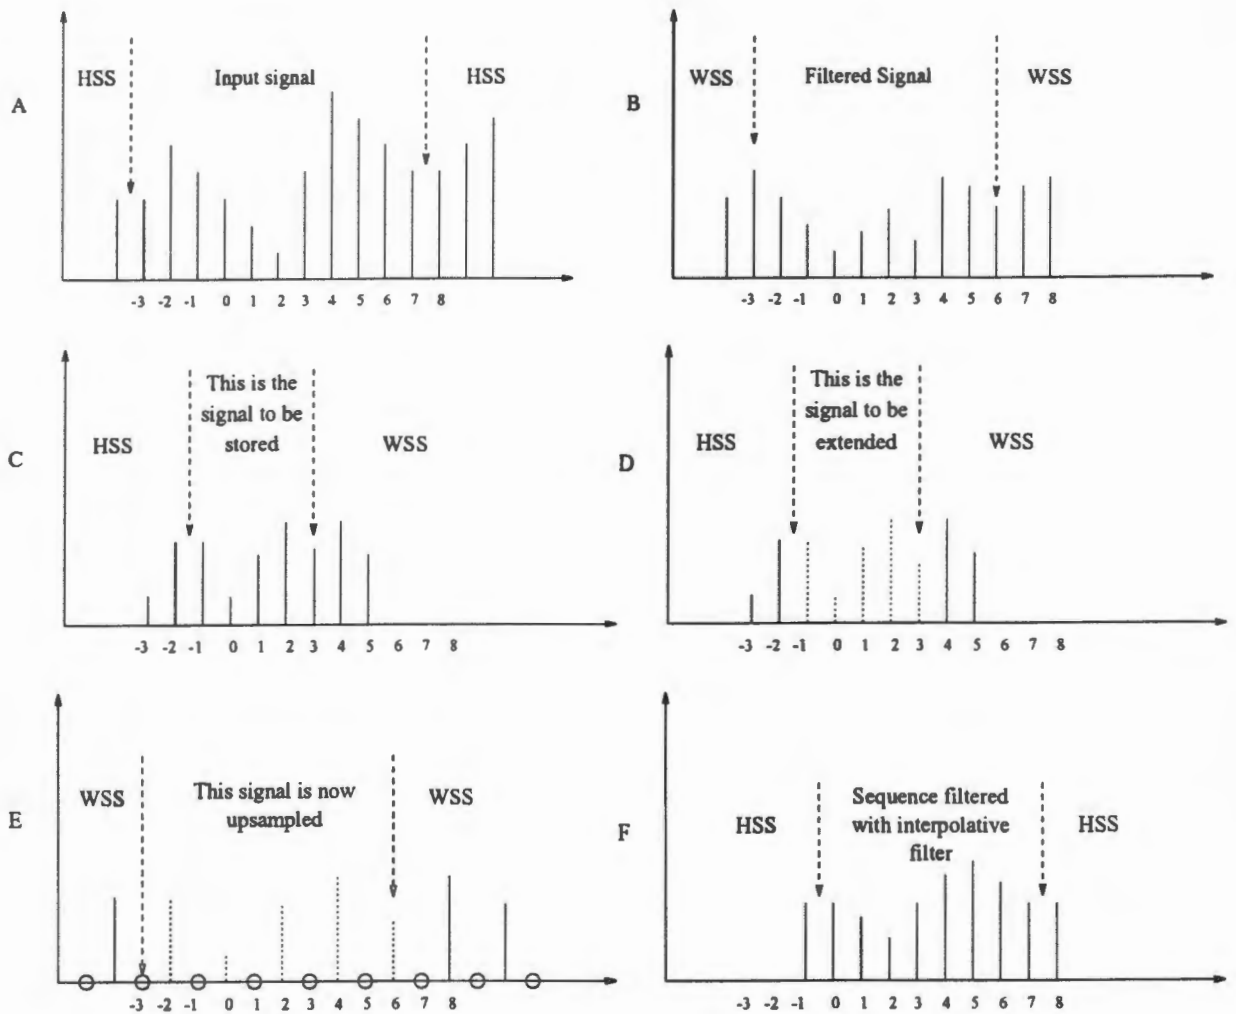 HSS Input signal HSS
A
-3 -2 -1 0 1 2 3 4 5 6 7 8
WSS Filtered Signal WSS
B
-3 -2 -1 0 1 2 3 4 5 6 7 8
This is the
signal to be
stored
HSS WSS
C
-3 -2 -1 0 1 2 3 4 5 6 7 8
This is the
signal to be
extended
HSS WSS
D
-3 -2 -1 0 1 2 3 4 5 6 7 8
WSS This signal is now WSS
upsampled
E
-3 -2 -1 0 1 2 3 4 5 6 7 8
Sequence filtered
HSS with interpolative HSS
filter
F
-3 -2 -1 0 1 2 3 4 5 6 7 8